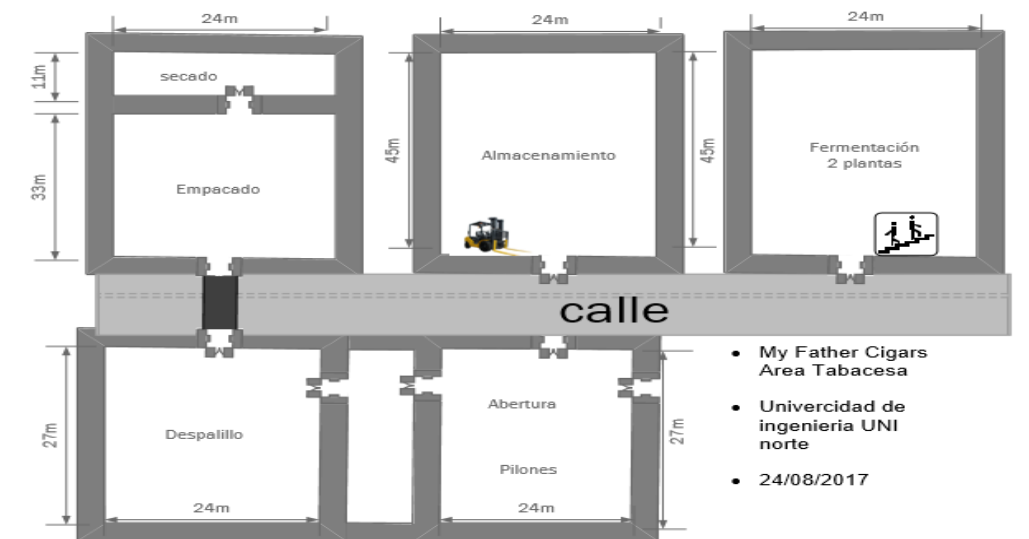 24m
24m
24m
11m
secado
33m
Empacado
45m
Almacenamiento
45m
Fermentación
2 plantas
calle
27m
Despalillo
24m
Abertura
Pilones
24m
27m
• My Father Cigars
Area Tabacesa
• Univercidad de
ingenieria UNI
norte
• 24/08/2017